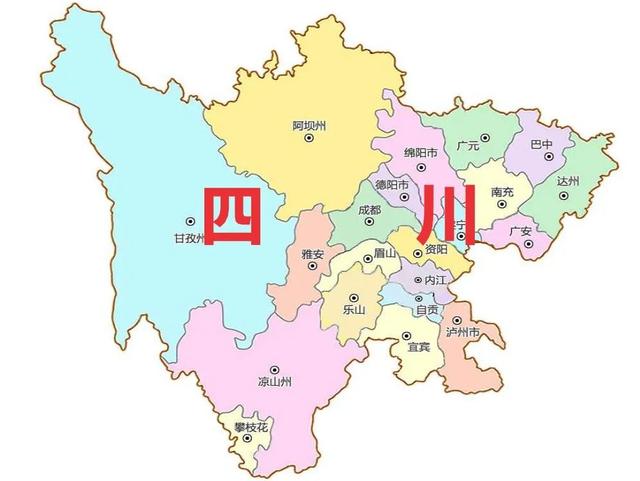 阿坝州
绵阳市
广元
巴中
德阳市
南充
达州
成都
四川
甘孜州
广安
雅安
眉山
资阳
内江
乐山
自贡
宜宾
泸州市
凉山州
攀枝花